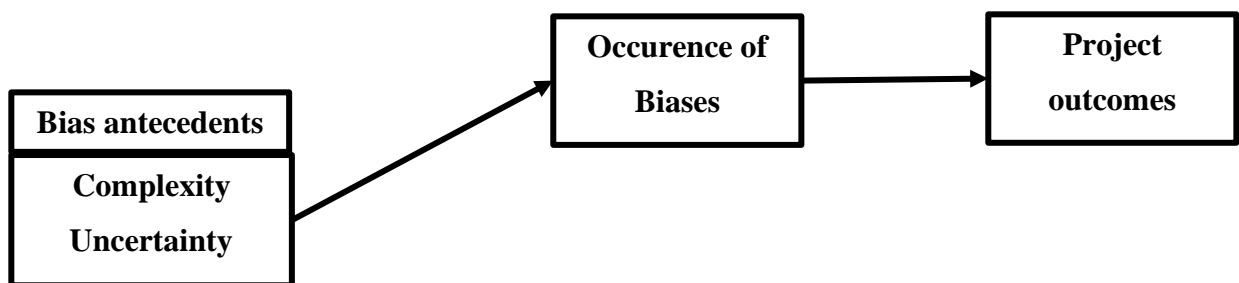 Bias antecedents
Complexity
Uncertainty
Occurence of
Biases
Project
outcomes